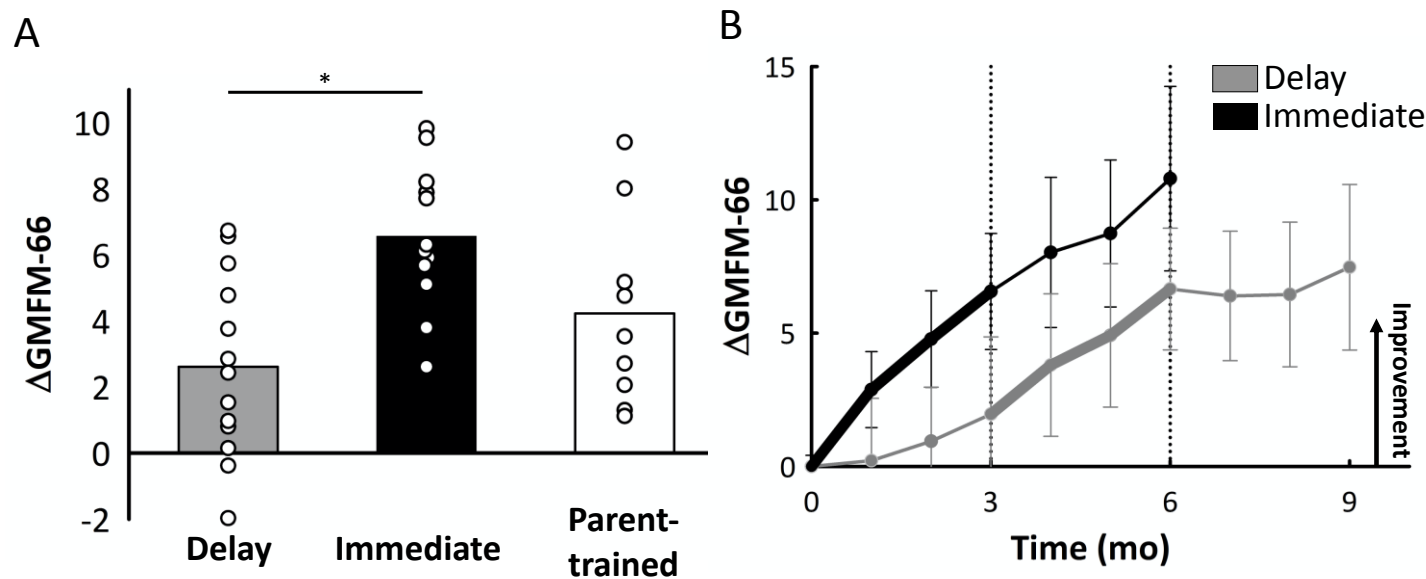 A
*
10
8
6
4
2
0
-2
ΔGMFM-66
Delay
Immediate
Parent-
trained
B
15
10
5
0
ΔGMFM-66
Delay
Immediate
Improvement
0 3 6 9
Time (mo)